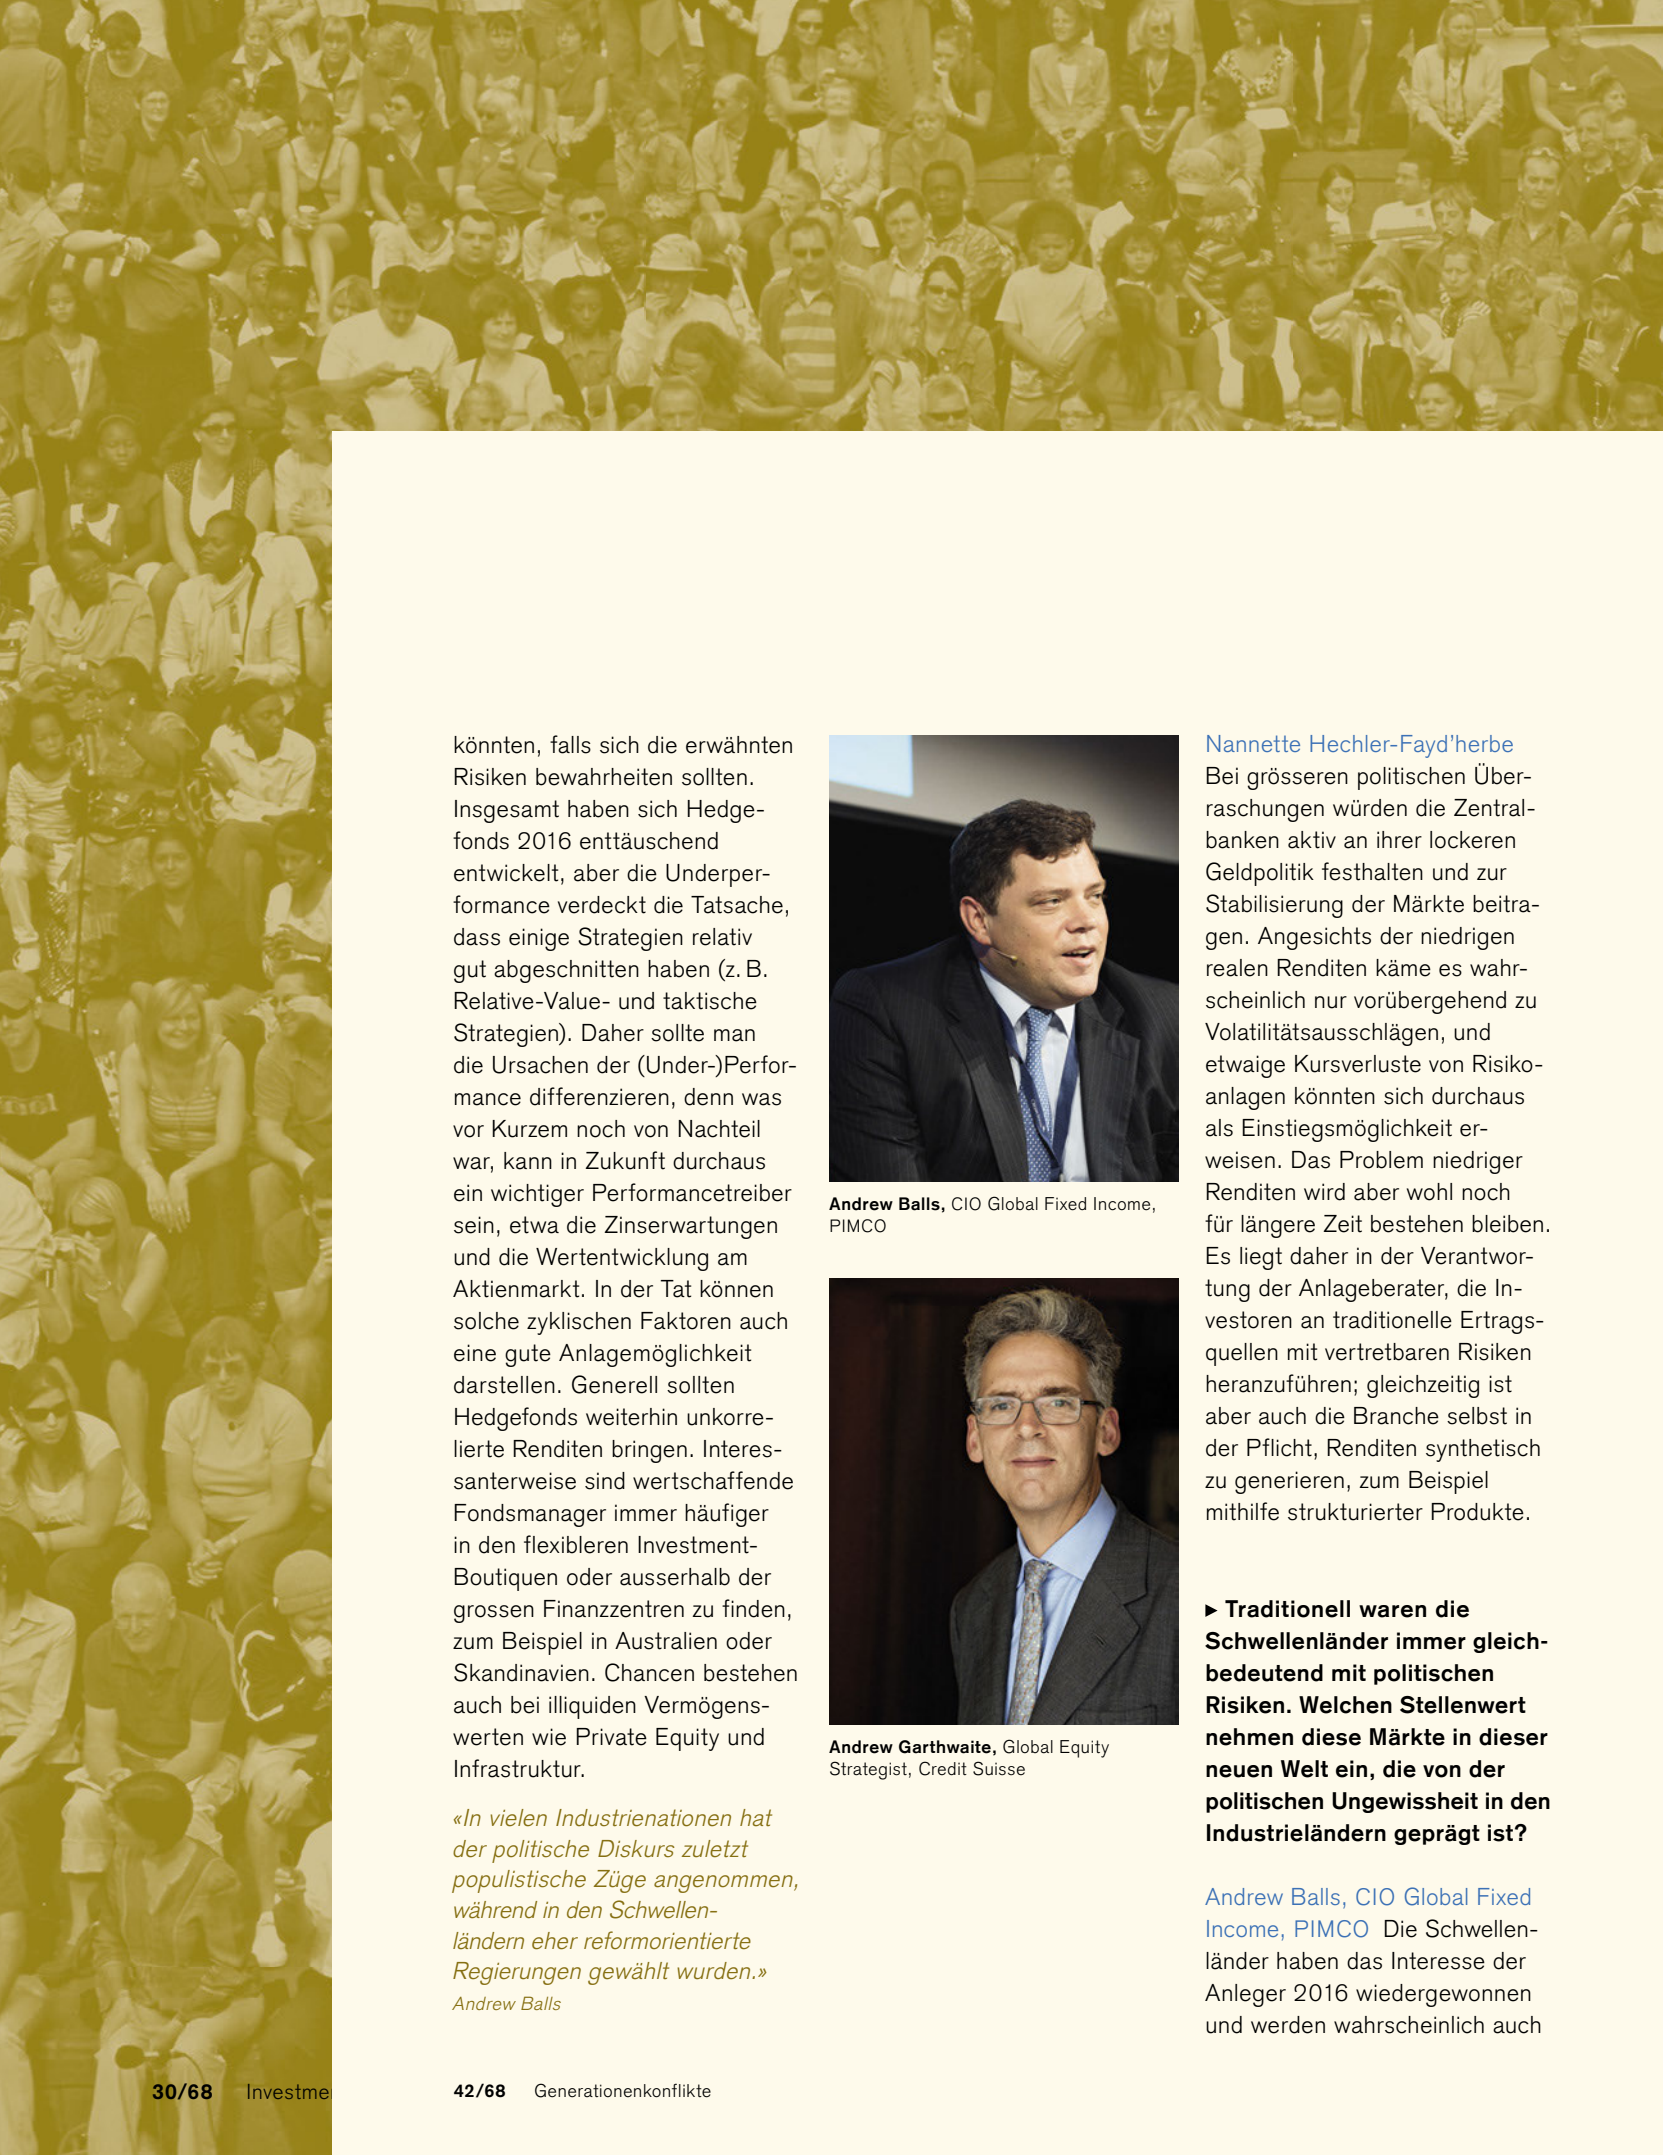 könnten, falls sich die erwähnten
Risiken bewahrheiten sollten.
Insgesamt haben sich Hedge-
fonds 2016 enttäuschend
entwickelt, aber die Underper-
formance verdeckt die Tatsache,
dass einige Strategien relativ
gut abgeschnitten haben (z. B.
Relative-Value- und taktische
Strategien). Daher sollte man
die Ursachen der (Under-)Perfor-
mance differenzieren, denn was
vor Kurzem noch von Nachteil
war, kann in Zukunft durchaus
ein wichtiger Performancetreiber
sein, etwa die Zinserwartungen
und die Wertentwicklung am
Aktienmarkt. In der Tat können
solche zyklischen Faktoren auch
eine gute Anlagemöglichkeit
darstellen. Generell sollten
Hedgefonds weiterhin unkorre-
lierte Renditen bringen. Interes-
santerweise sind wertschaffende
Fondsmanager immer häufiger
in den flexibleren Investment-
Boutiquen oder ausserhalb der
grossen Finanzzentren zu finden,
zum Beispiel in Australien oder
Skandinavien. Chancen bestehen
auch bei illiquiden Vermögens-
werten wie Private Equity und
Infrastruktur.
«In vielen Industrienationen hat
der politische Diskurs zuletzt
populistische Züge angenommen,
während in den Schwellen-
ländern eher reformorientierte
Regierungen gewählt wurden.»
Andrew Balls
Andrew Balls, CIO Global Fixed Income,
PIMCO
Andrew Garthwaite, Global Equity
Strategist, Credit Suisse
Nannette Hechler-Fayd'herbe
Bei grösseren politischen Über-
raschungen würden die Zentral-
banken aktiv an ihrer lockeren
Geldpolitik festhalten und zur
Stabilisierung der Märkte beitra-
gen. Angesichts der niedrigen
realen Renditen käme es wahr-
scheinlich nur vorübergehend zu
Volatilitätsausschlägen, und
etwaige Kursverluste von Risiko-
anlagen könnten sich durchaus
als Einstiegsmöglichkeit er-
weisen. Das Problem niedriger
Renditen wird aber wohl noch
für längere Zeit bestehen bleiben.
Es liegt daher in der Verantwor-
tung der Anlageberater, die In-
vestoren an traditionelle Ertrags-
quellen mit vertretbaren Risiken
heranzuführen; gleichzeitig ist
aber auch die Branche selbst in
der Pflicht, Renditen synthetisch
zu generieren, zum Beispiel
mithilfe strukturierter Produkte.
▸ Traditionell waren die
Schwellenländer immer gleich-
bedeutend mit politischen
Risiken. Welchen Stellenwert
nehmen diese Märkte in dieser
neuen Welt ein, die von der
politischen Ungewissheit in den
Industrieländern geprägt ist?
Andrew Balls, CIO Global Fixed
Income, PIMCO Die Schwellen-
länder haben das Interesse der
Anleger 2016 wiedergewonnen
und werden wahrscheinlich auch
30/68 Investme
42/68 Generationenkonflikte